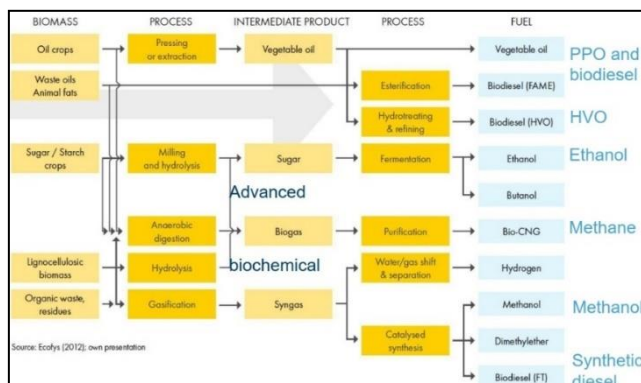 BIOMASS PROCESS INTERMEDIATE PRODUCT PROCESS FUEL
Oil crops
Pressing
or extraction
Vegetable oil
Vegetable oil
PPO and
biodiesel
Waste oils
Animal fats
Esterification
Biodiesel (FAME)
Hydrotreating
& refining
Biodiesel (HVO)
HVO
Sugar / Starch
crops
Milling
and hydrolysis
Sugar
Fermentation
Ethanol
Ethanol
Advanced
Butanol
Anaerobic
digestion
Biogas
Purification
Bio-CNG
Methane
biochemical
Lignocellulosic
biomass
Hydrolysis
Water/gas shift
& separation
Hydrogen
Organic waste,
residues
Gasification
Syngas
Methanol
Methanol
Catalysed
synthesis
Dimethylether
Source: Ecofys (2012); own presentation
Biodiesel (FT)
Synthetic
diesel